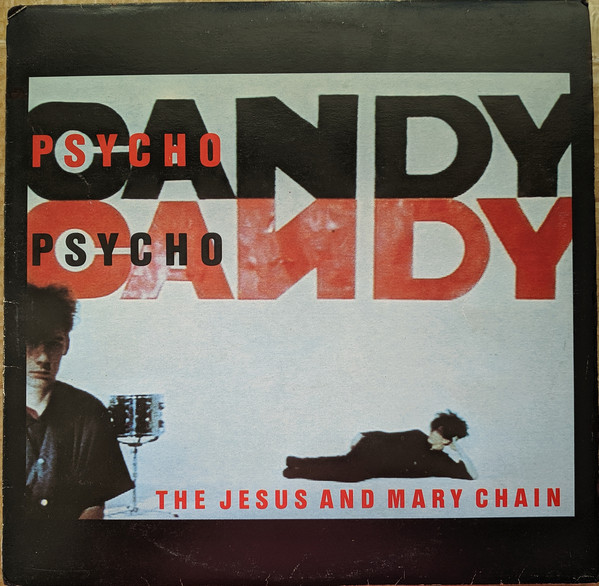 PSYCHO
CANDY
PSYCHO
CANDY
THE JESUS AND MARY CHAIN